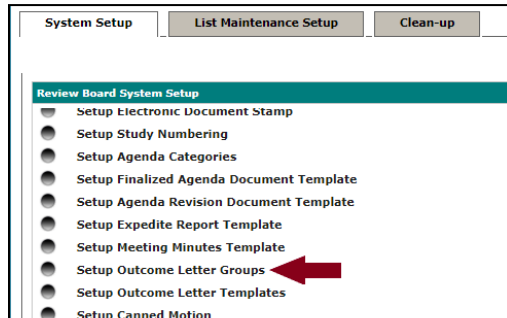 System Setup
List Maintenance Setup
Clean-up
Review Board System Setup
Setup Electronic Document Stamp
Setup Study Numbering
Setup Agenda Categories
Setup Finalized Agenda Document Template
Setup Agenda Revision Document Template
Setup Expedite Report Template
Setup Meeting Minutes Template
Setup Outcome Letter Groups
Setup Outcome Letter Templates
Setup Canned Motion